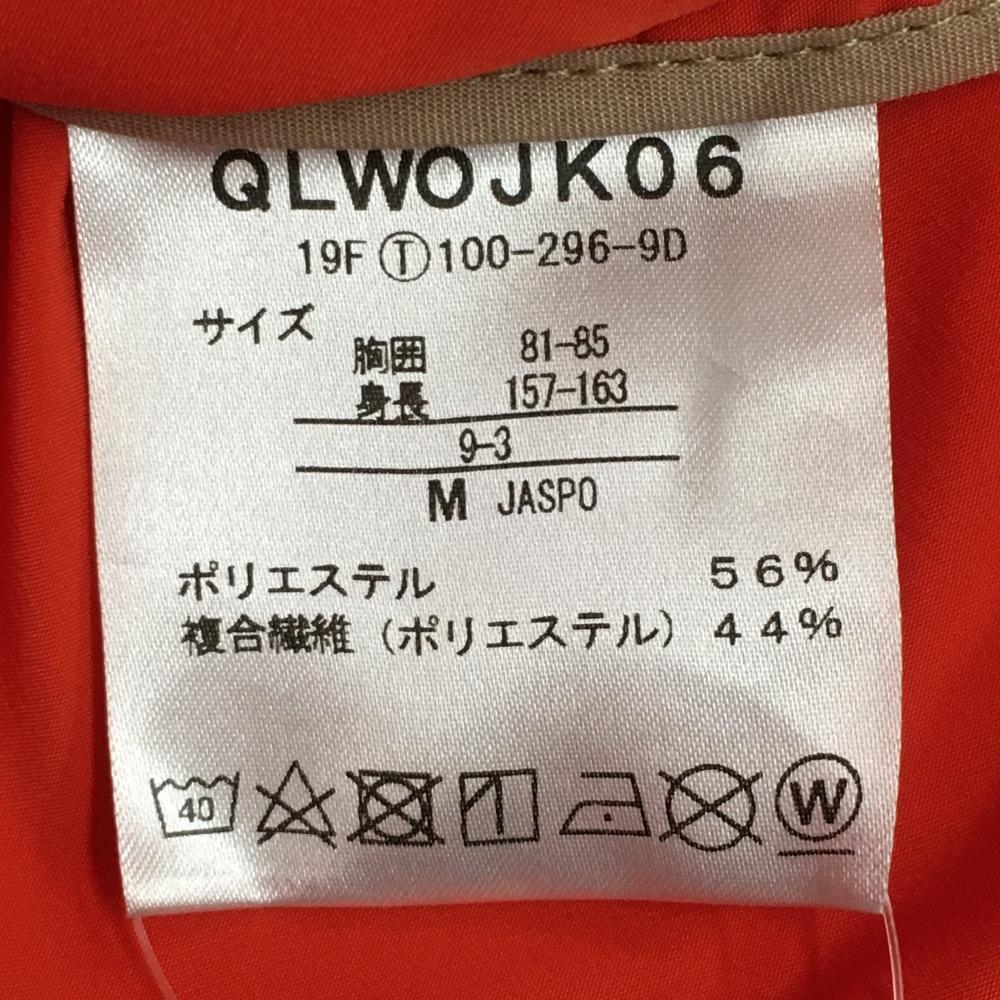 QLWOJK06
19F Ⓣ100-296-9D
サイズ
胸囲 81-85
身長 157-163
9-3
M JASPO
ポリエステル 56%
複合繊維（ポリエステル） 44%
40 W